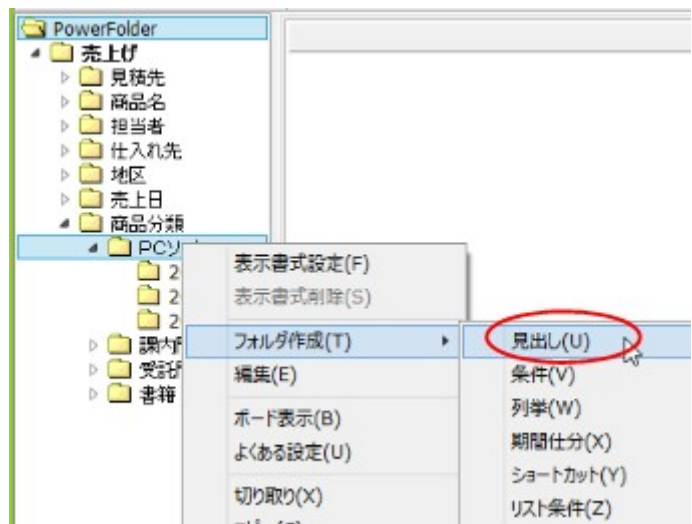 PowerFolder
売上げ
見積先
商品名
担当者
仕入れ先
地区
売上日
商品分類
PCソ
2
2
2
課内
受託
書籍
表示書式設定(F)
表示書式削除(S)
フォルダ作成(T)
編集(E)
ボード表示(B)
よくある設定(U)
切り取り(X)
見出し(U)
条件(V)
列挙(W)
期間仕分(X)
ショートカット(Y)
リスト条件(Z)